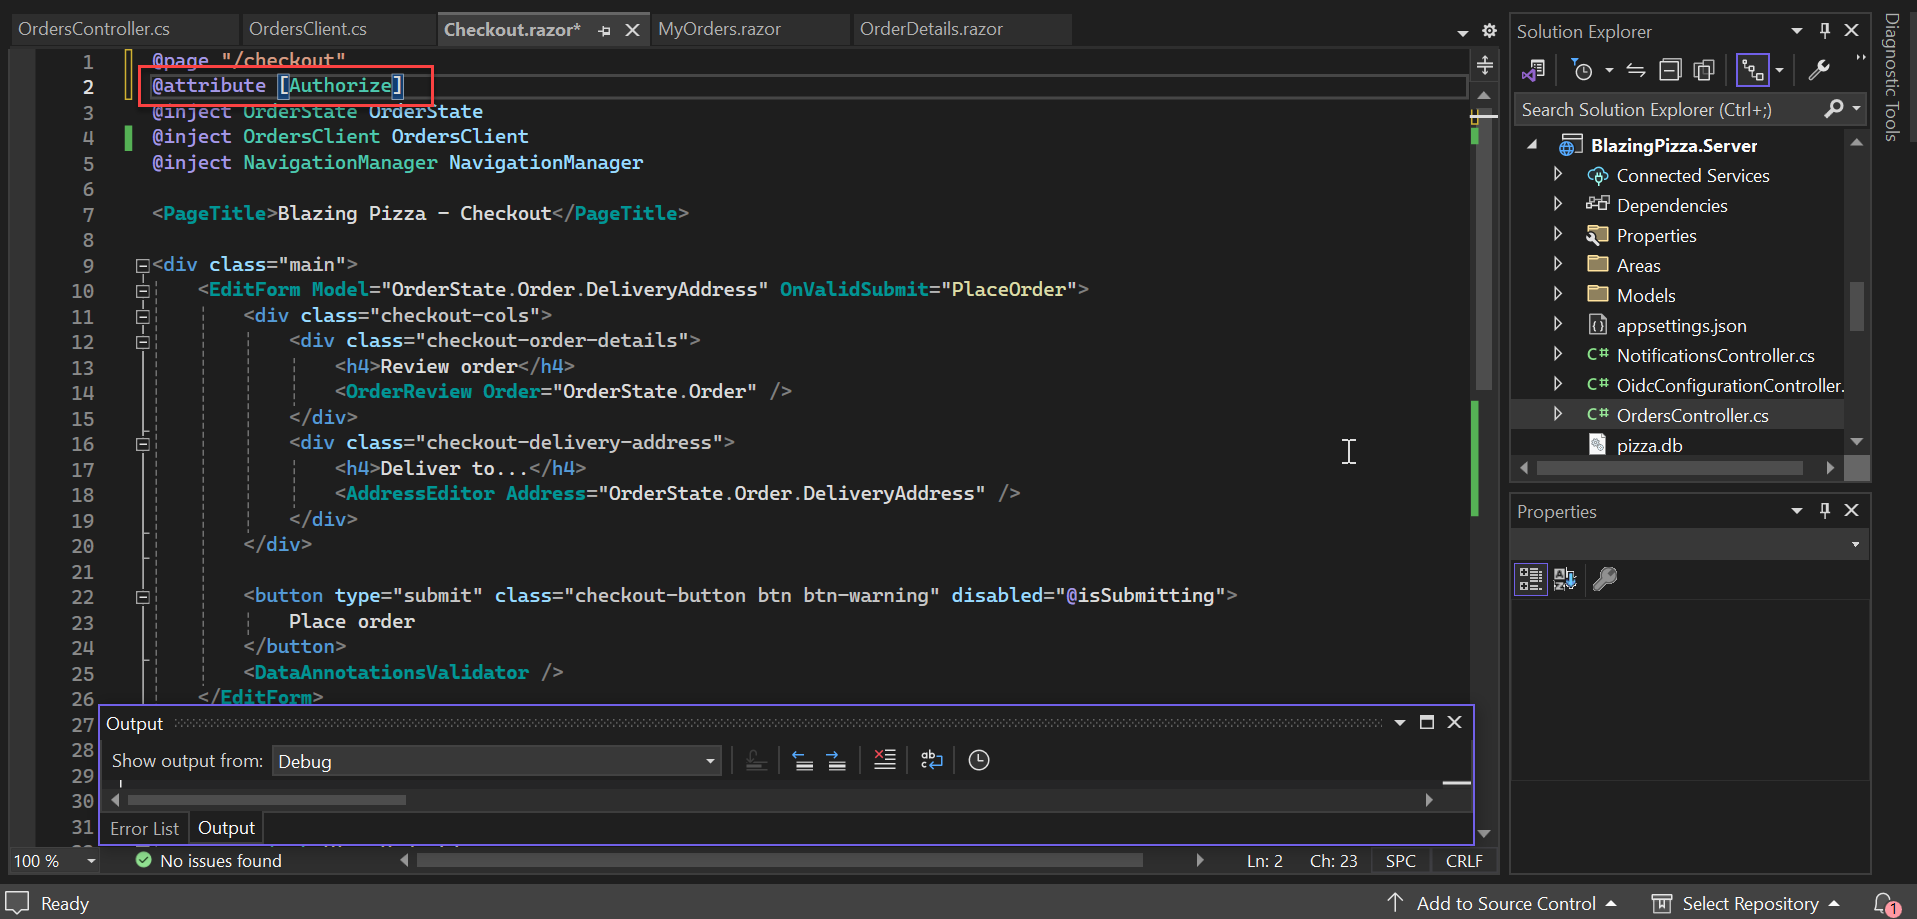 OrdersController.cs
OrdersClient.cs
Checkout.razor*
MyOrders.razor
OrderDetails.razor
1 @page "/checkout"
2 @attribute [Authorize]
3 @inject OrderState OrderState
4 @inject OrdersClient OrdersClient
5 @inject NavigationManager NavigationManager
6
7 <PageTitle>Blazing Pizza - Checkout</PageTitle>
8
9 <div class="main">
10 <EditForm Model="OrderState.Order.DeliveryAddress" OnValidSubmit="PlaceOrder">
11 <div class="checkout-cols">
12 <div class="checkout-order-details">
13 <h4>Review order</h4>
14 <OrderReview Order="OrderState.Order" />
15 </div>
16 <div class="checkout-delivery-address">
17 <h4>Deliver to...</h4>
18 <AddressEditor Address="OrderState.Order.DeliveryAddress" />
19 </div>
20 </div>
21
22 <button type="submit" class="checkout-button btn btn-warning" disabled="@isSubmitting">
23 Place order
24 </button>
25 <DataAnnotationsValidator />
26 </EditForm>
27
28
29
30
31
Output
Show output from: Debug
Error List
Output
100 %
No issues found
Ln: 2
Ch: 23
SPC
CRLF
Solution Explorer
Search Solution Explorer (Ctrl+;)
BlazingPizza.Server
Connected Services
Dependencies
Properties
Areas
Models
appsettings.json
C# NotificationsController.cs
C# OidcConfigurationController.
C# OrdersController.cs
pizza.db
Properties
Diagnostic Tools
Ready
Add to Source Control
Select Repository
1